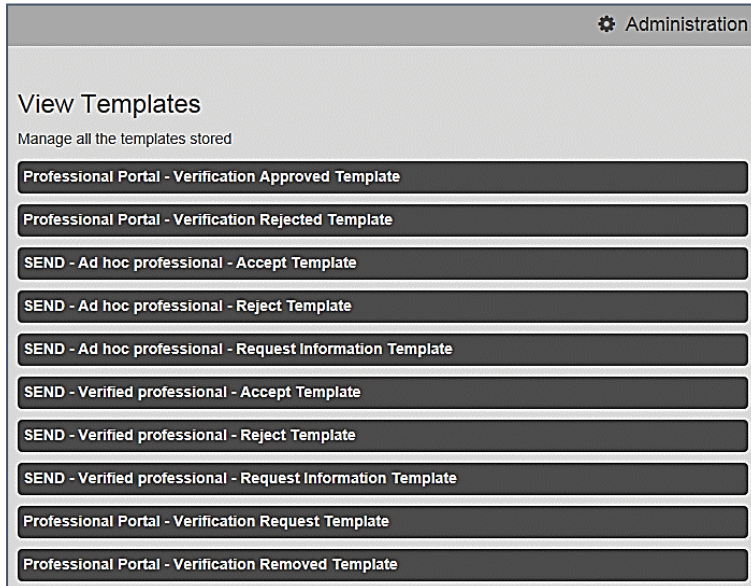 Administration
View Templates
Manage all the templates stored
Professional Portal - Verification Approved Template
Professional Portal - Verification Rejected Template
SEND - Ad hoc professional - Accept Template
SEND - Ad hoc professional - Reject Template
SEND - Ad hoc professional - Request Information Template
SEND - Verified professional - Accept Template
SEND - Verified professional - Reject Template
SEND - Verified professional - Request Information Template
Professional Portal - Verification Request Template
Professional Portal - Verification Removed Template